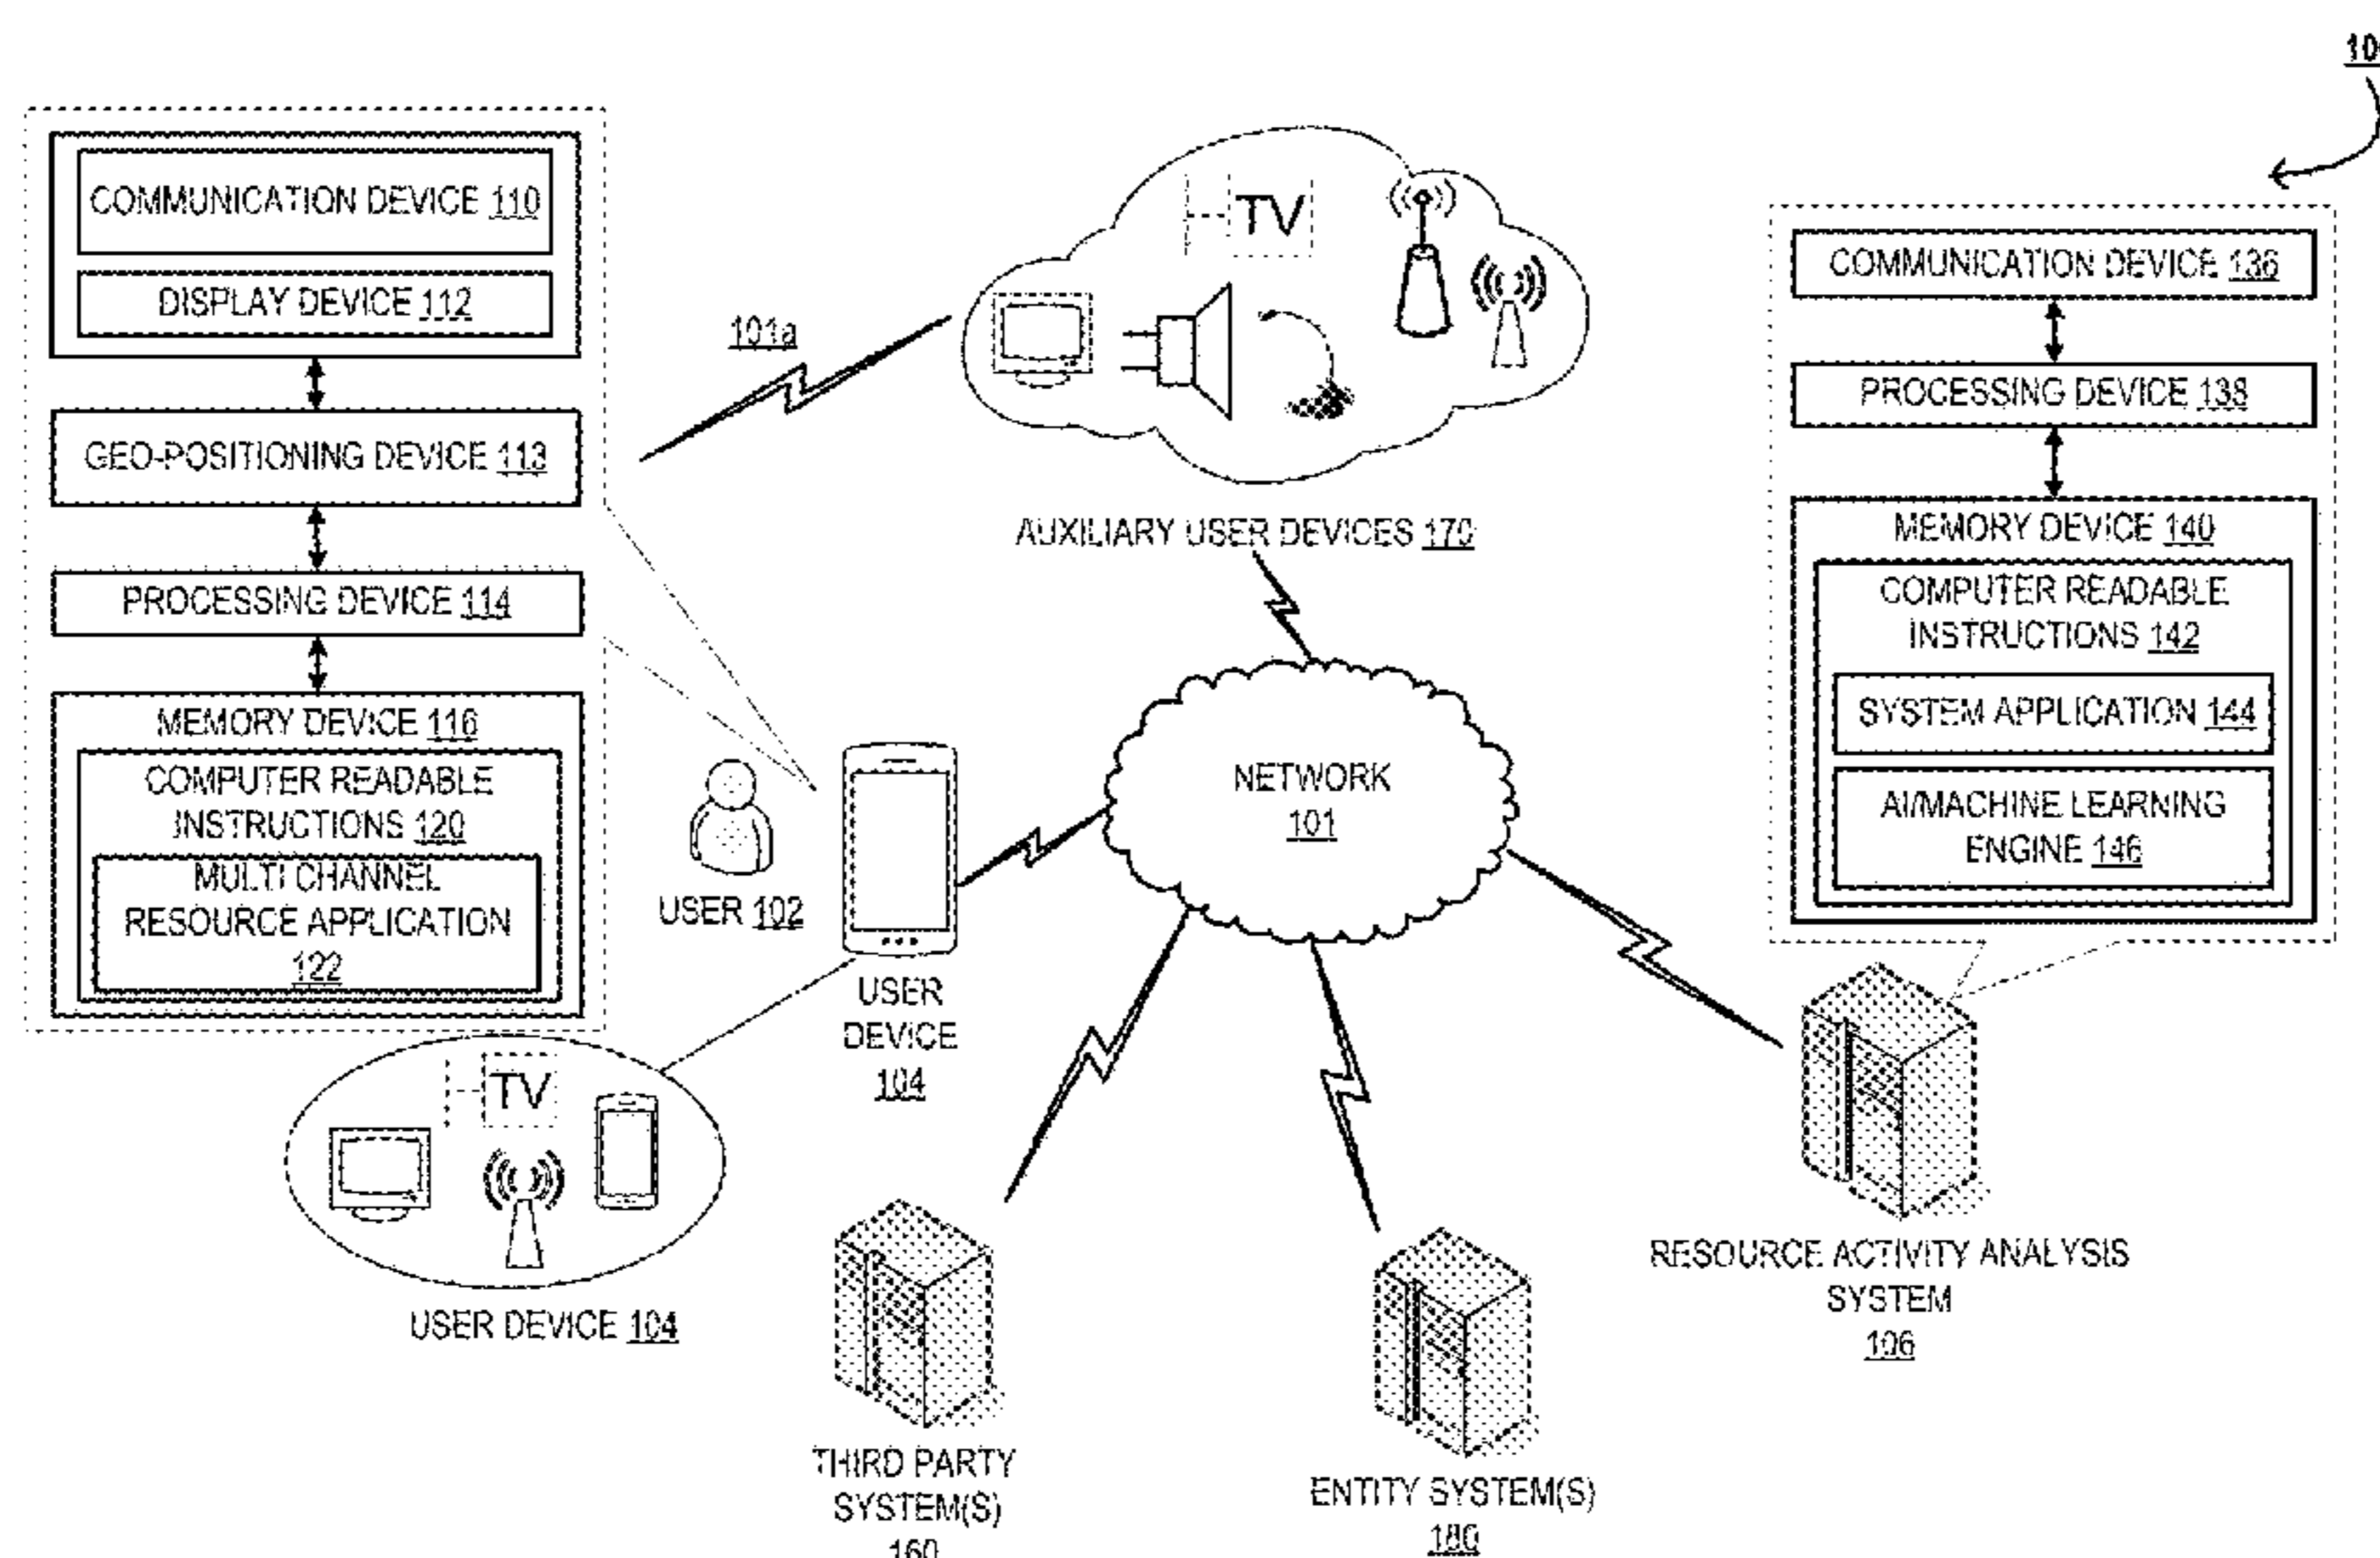 10
COMMUNICATION DEVICE 110
DISPLAY DEVICE 112
GEO-POSITIONING DEVICE 113
PROCESSING DEVICE 114
MEMORY DEVICE 116
COMPUTER READABLE
INSTRUCTIONS 120
MULTI CHANNEL
RESOURCE APPLICATION
122
101a
TV
AUXILIARY USER DEVICES 170
COMMUNICATION DEVICE 136
PROCESSING DEVICE 138
MEMORY DEVICE 140
COMPUTER READABLE
INSTRUCTIONS 142
SYSTEM APPLICATION 144
AI/MACHINE LEARNING
ENGINE 146
NETWORK
101
USER 102
USER
DEVICE
104
TV
USER DEVICE 104
THIRD PARTY
SYSTEM(S)
160
ENTITY SYSTEM(S)
180
RESOURCE ACTIVITY ANALYSIS
SYSTEM
106